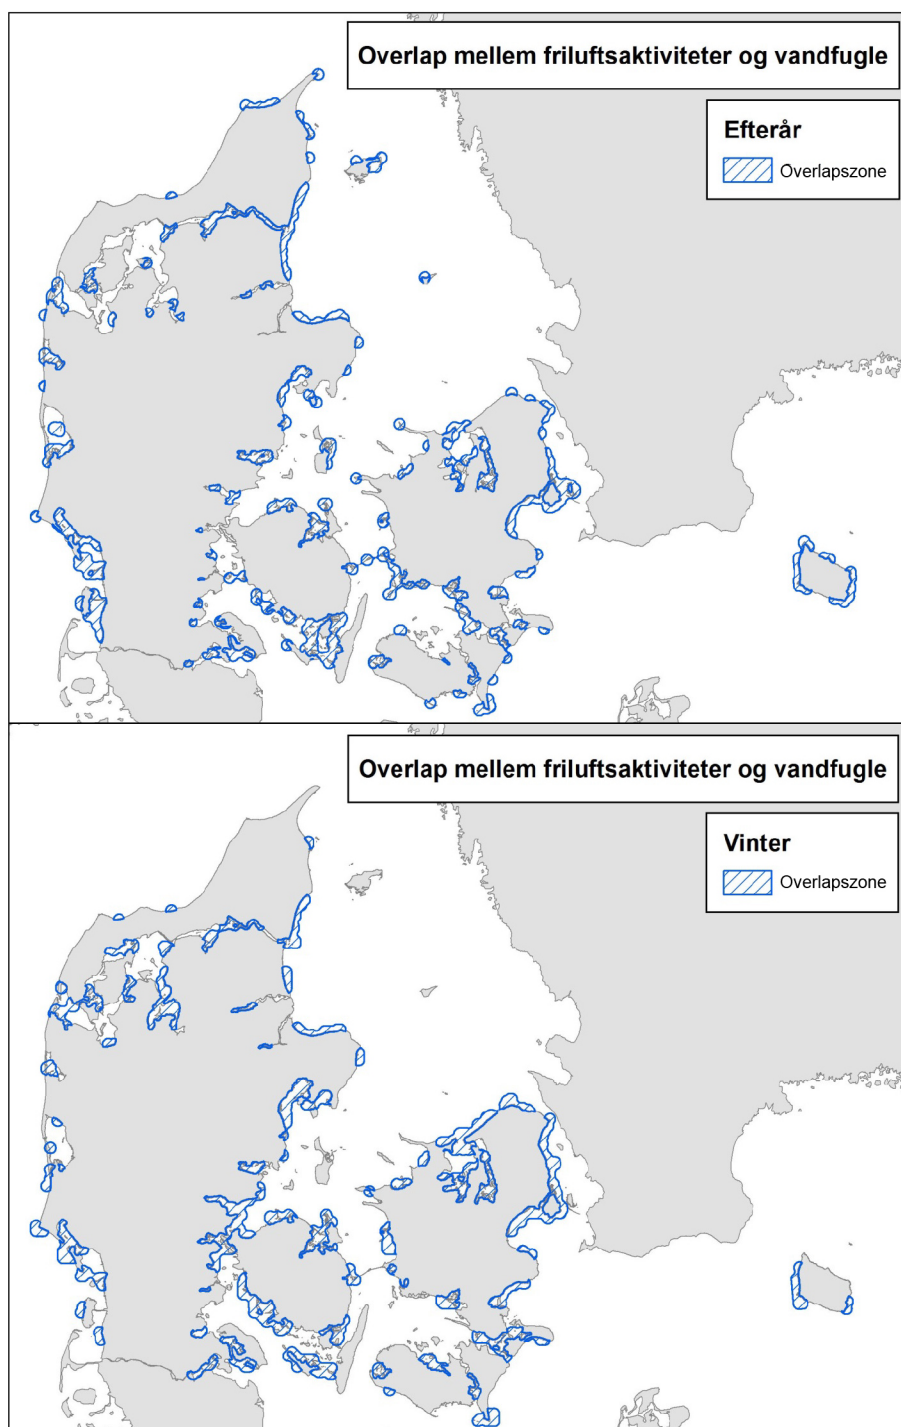 Overlap mellem friluftsaktiviteter og vandfugle
Efterår
Overlapszone
Overlap mellem friluftsaktiviteter og vandfugle
Vinter
Overlapszone